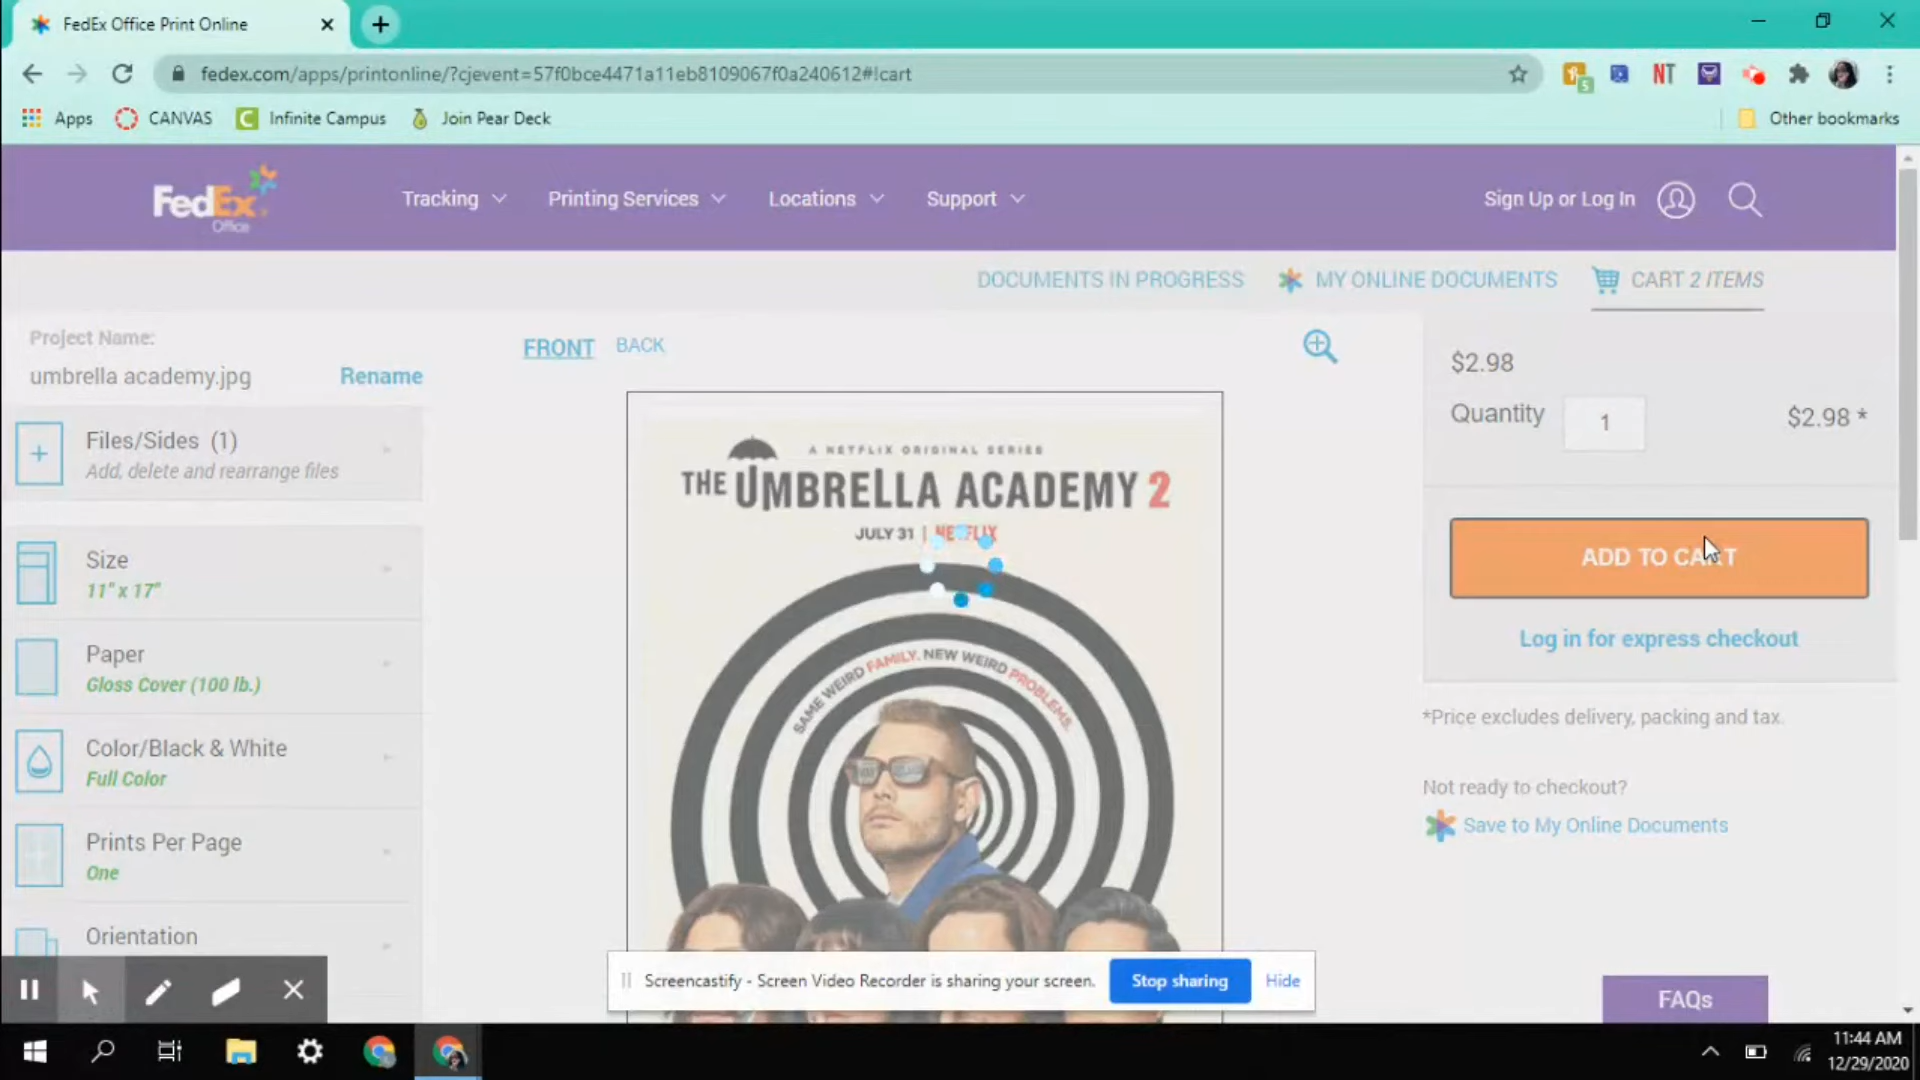 FedEx Office Print Online
fedex.com/apps/printonline/?cjevent=57f0bce4471a11eb8109067f0a240612#!cart
5
NT
Apps
CANVAS
Infinite Campus
Join Pear Deck
Other bookmarks
FedEx
Office
Tracking
Printing Services
Locations
Support
Sign Up or Log In
DOCUMENTS IN PROGRESS
MY ONLINE DOCUMENTS
CART 2 ITEMS
Project Name:
umbrella academy.jpg
Rename
Files/Sides (1)
Add, delete and rearrange files
Size
11" x 17"
Paper
Gloss Cover (100 lb.)
Color/Black & White
Full Color
Prints Per Page
One
Orientation
FRONT
BACK
A NETFLIX ORIGINAL SERIES
THE UMBRELLA ACADEMY 2
JULY 31 | NETFLIX
SAME WEIRD FAMILY. NEW WEIRD PROBLEMS.
$2.98
Quantity
1
$2.98 *
ADD TO CART
Log in for express checkout
*Price excludes delivery, packing and tax.
Not ready to checkout?
Save to My Online Documents
Screencastify - Screen Video Recorder is sharing your screen.
Stop sharing
Hide
FAQs
11:44 AM
12/29/2020